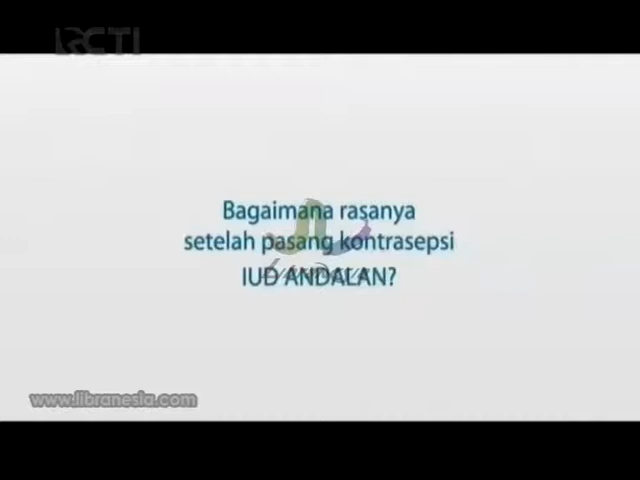 RCTI
Bagaimana rasanya
setelah pasang kontrasepsi
IUD ANDALAN?
www.libranesia.com